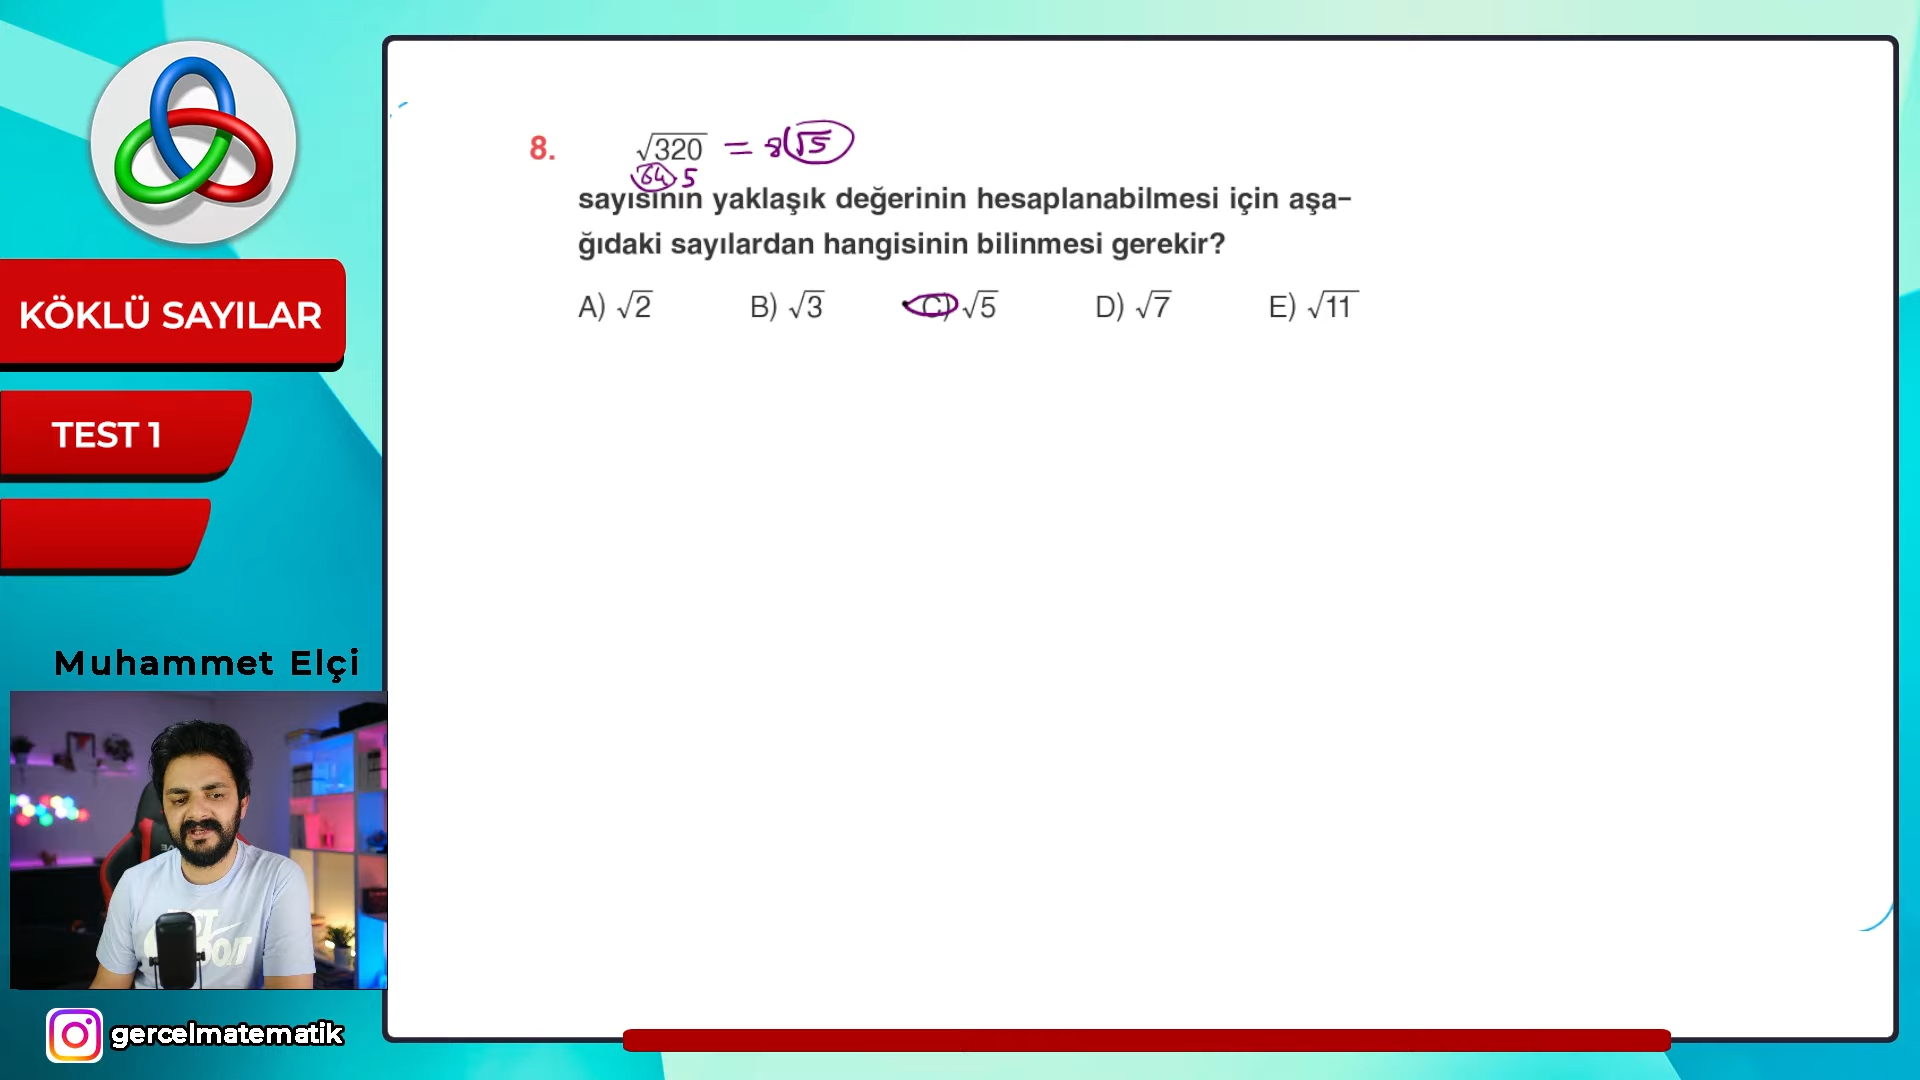 KÖKLÜ SAYILAR
TEST 1
Muhammet Elçi
gercelmatematik
8. √320 = 8√5
64.5
sayısının yaklaşık değerinin hesaplanabilmesi için aşa-
ğıdaki sayılardan hangisinin bilinmesi gerekir?
A) √2 B) √3 C) √5 D) √7 E) √11